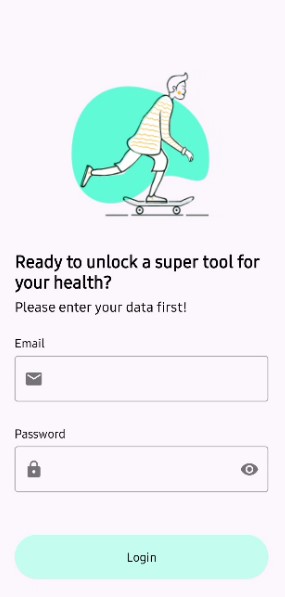 Ready to unlock a super tool for
your health?
Please enter your data first!
Email
Password
Login